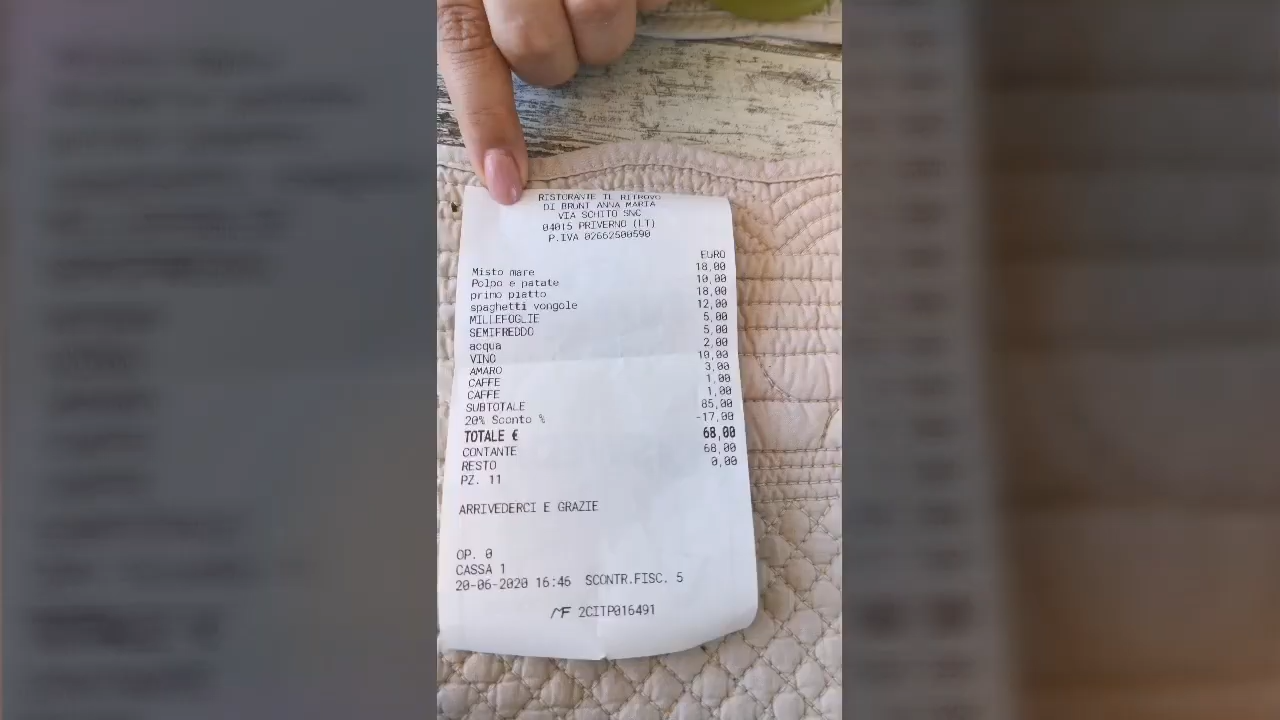 RISTORANTE IL RITROVO
DI BRUNI ANNA MARIA
VIA SCHITO SNC
04015 PRIVERNO (LT)
P.IVA 02662500590
EURO
Misto mare 18,00
Polpo e patate 10,00
primo piatto 18,00
spaghetti vongole 12,00
MILLEFOGLIE 5,00
SEMIFREDDO 5,00
acqua 2,00
VINO 10,00
AMARO 3,00
CAFFE 1,00
CAFFE 1,00
SUBTOTALE 85,00
20% Sconto % -17,00
TOTALE € 68,00
CONTANTE 68,00
RESTO 0,00
PZ. 11
ARRIVEDERCI E GRAZIE
OP. 0
CASSA 1
20-06-2020 16:46 SCONTR.FISC. 5
MF 2CITP016491